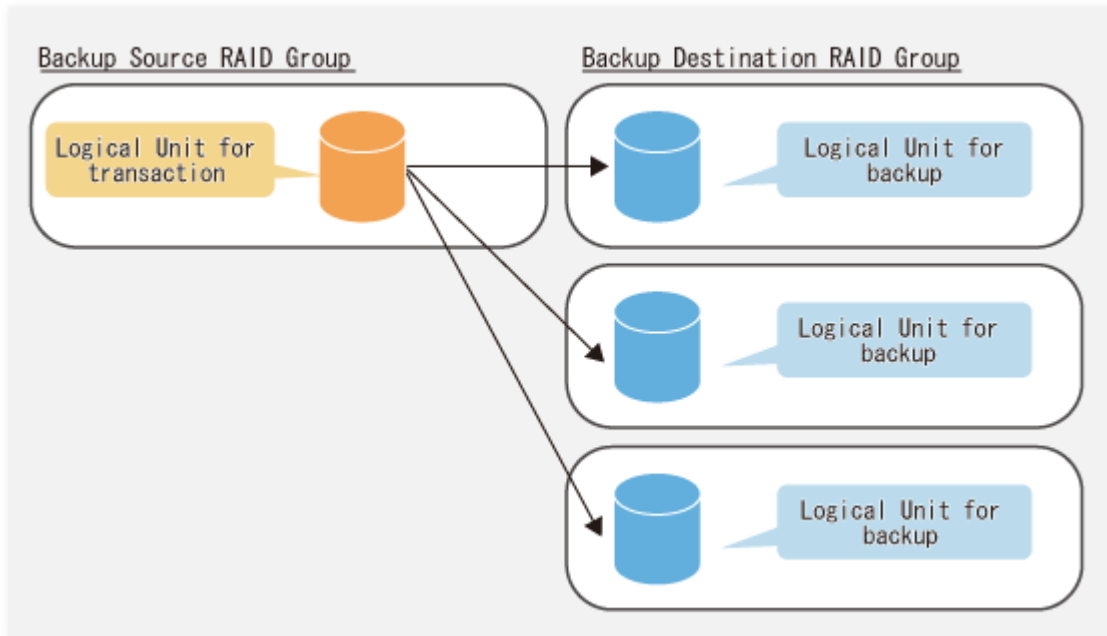 Backup Source RAID Group
Backup Destination RAID Group
Logical Unit for
transaction
Logical Unit for
backup
Logical Unit for
backup
Logical Unit for
backup